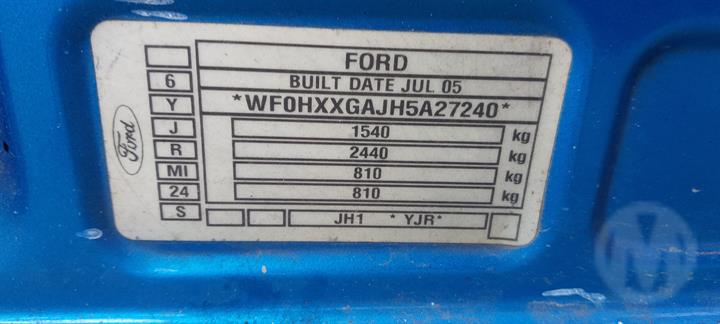 FORD
BUILT DATE JUL 05
*WF0HXXGAJH5A27240*
1540 kg
2440 kg
810 kg
810 kg
JH1 * YJR*
6
Y
J
R
MI
24
S
Ford
M